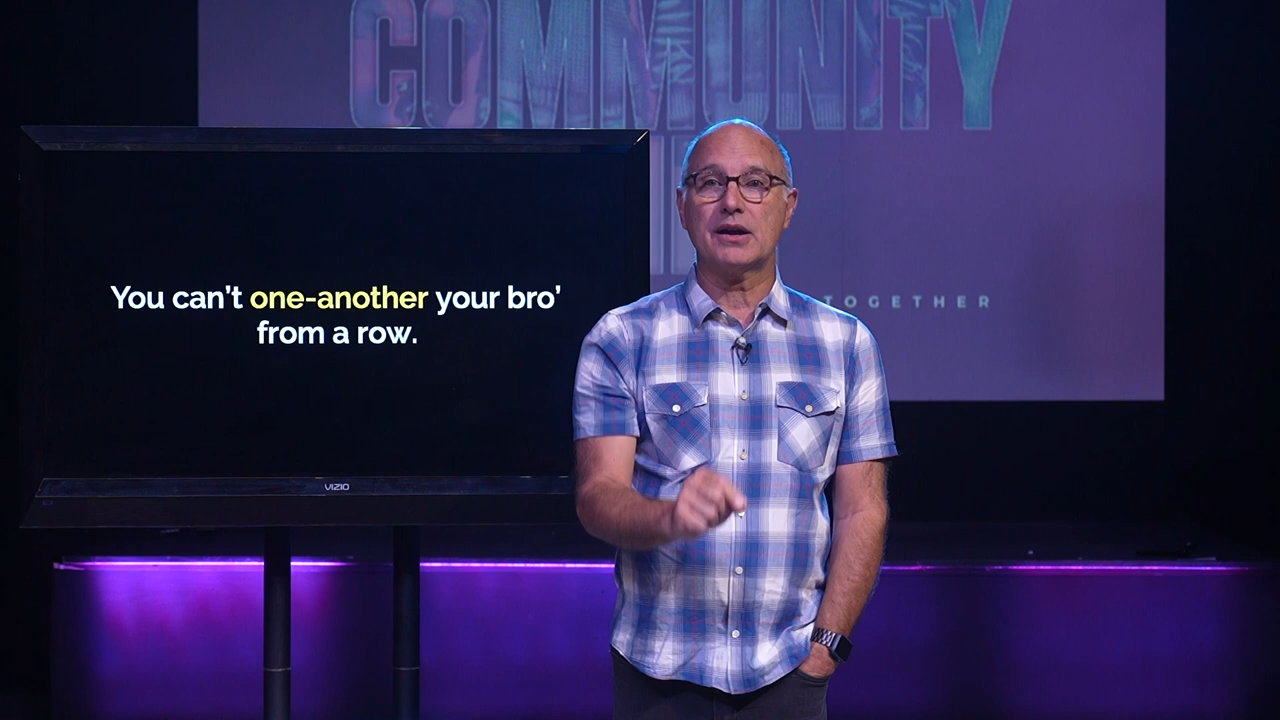 COMMUNITY
You can't one-another your bro'
from a row.
TOGETHER
VIZIO